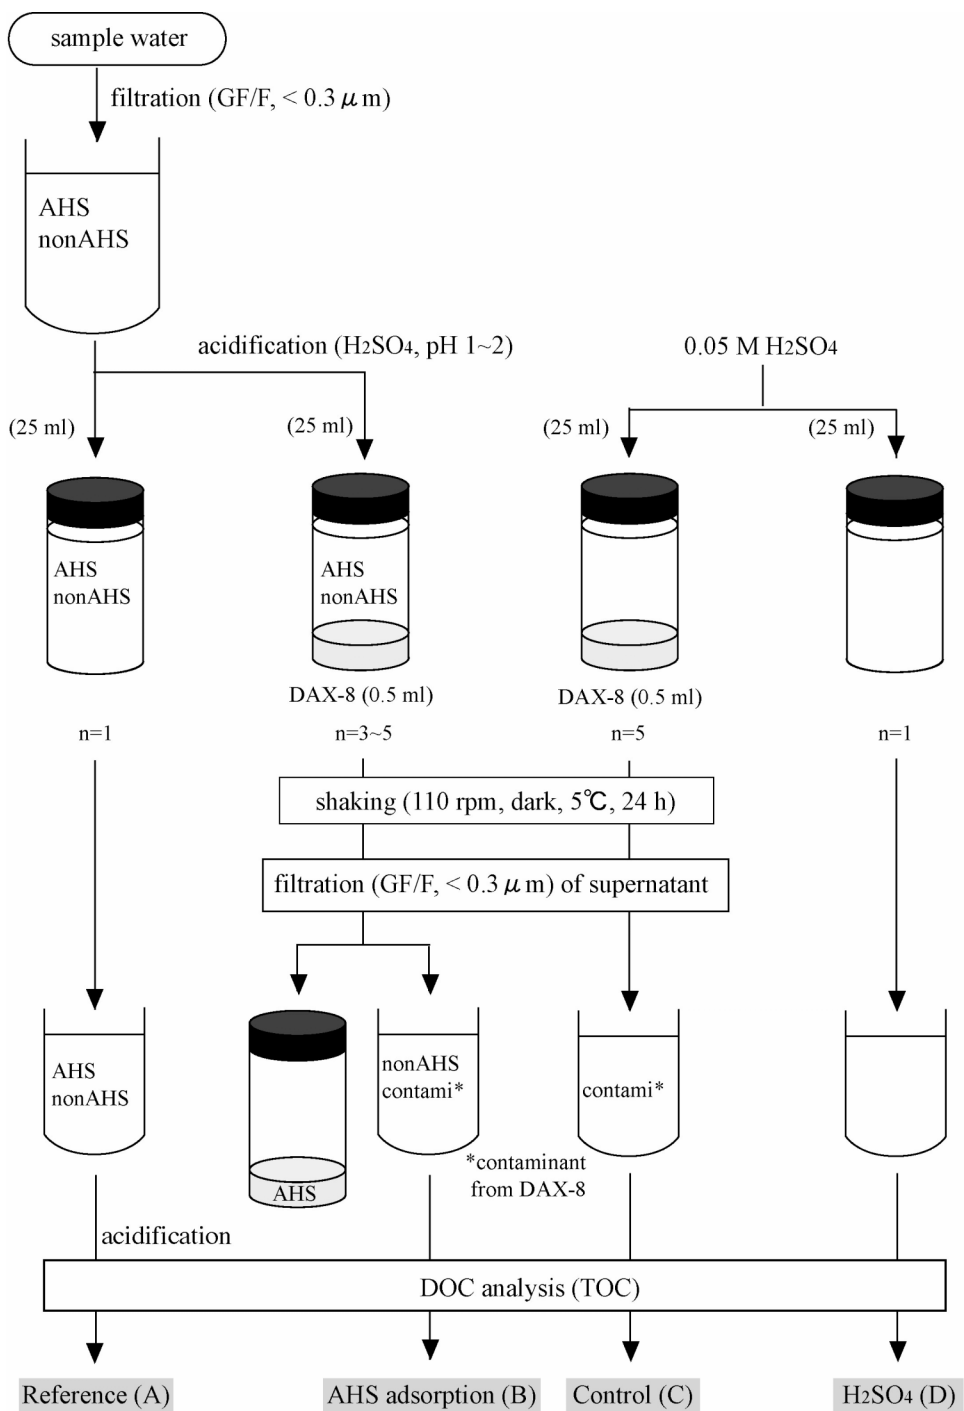 sample water
filtration (GF/F, < 0.3 μm)
AHS
nonAHS
acidification (H2SO4, pH 1~2)
0.05 M H2SO4
(25 ml)
(25 ml)
(25 ml)
(25 ml)
AHS
nonAHS
AHS
nonAHS
DAX-8 (0.5 ml)
DAX-8 (0.5 ml)
n=1
n=3~5
n=5
n=1
shaking (110 rpm, dark, 5℃, 24 h)
filtration (GF/F, < 0.3 μm) of supernatant
AHS
nonAHS
nonAHS
contami*
contami*
AHS
*contaminant
from DAX-8
acidification
DOC analysis (TOC)
Reference (A)
AHS adsorption (B)
Control (C)
H2SO4 (D)